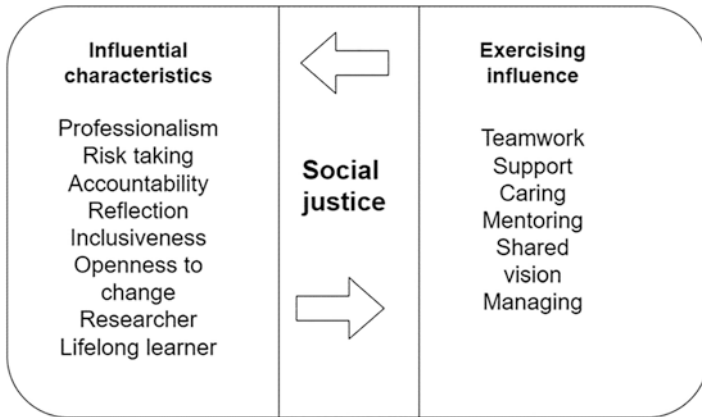 Influential
characteristics
Professionalism
Risk taking
Accountability
Reflection
Inclusiveness
Openness to
change
Researcher
Lifelong learner
Social
justice
Exercising
influence
Teamwork
Support
Caring
Mentoring
Shared
vision
Managing